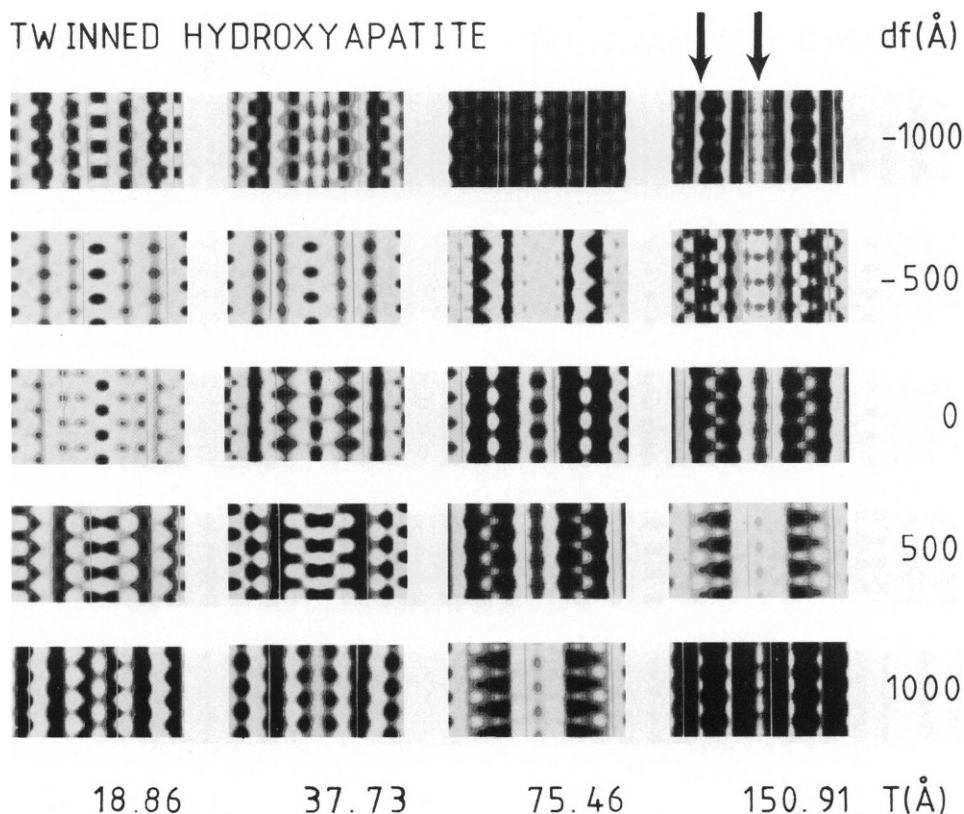 TWINNED HYDROXYAPATITE df(Å)
-1000
-500
0
500
1000
18.86 37.73 75.46 150.91 T(Å)